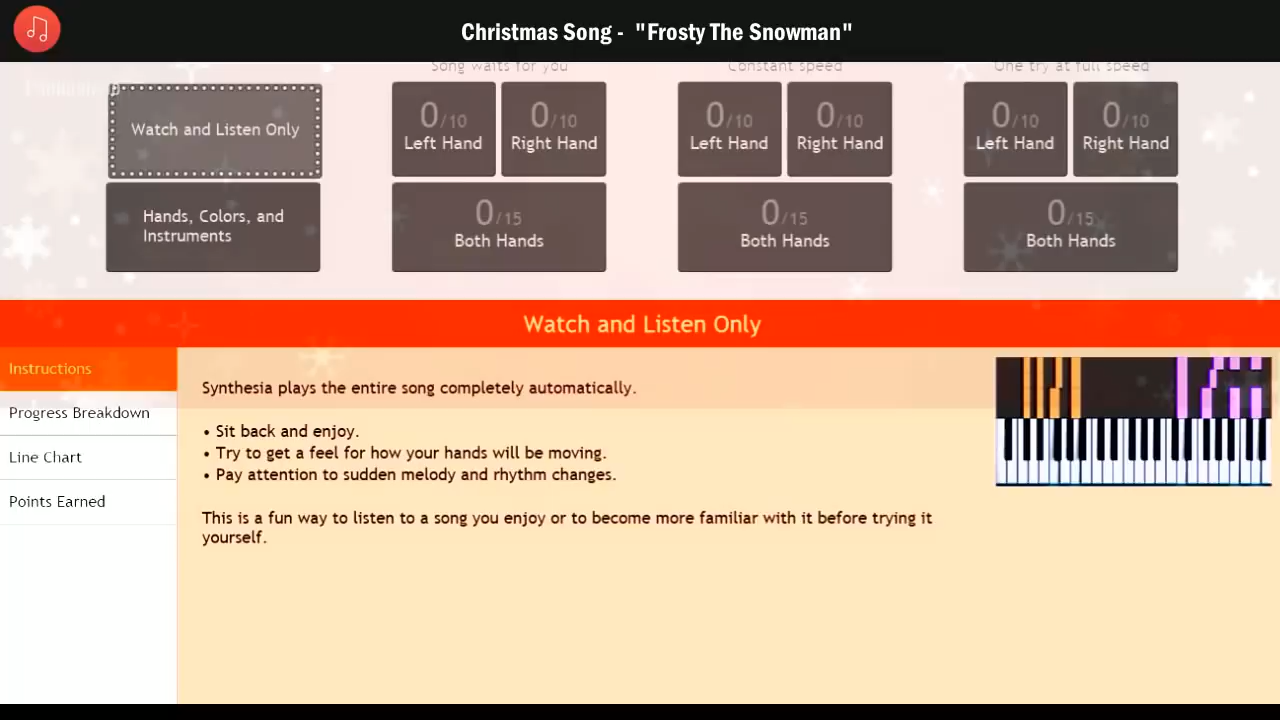 Christmas Song - "Frosty The Snowman"
Song waits for you
Constant speed
One try at full speed
Watch and Listen Only
0/10
Left Hand
0/10
Right Hand
0/10
Left Hand
0/10
Right Hand
0/10
Left Hand
0/10
Right Hand
Hands, Colors, and
Instruments
0/15
Both Hands
0/15
Both Hands
0/15
Both Hands
Watch and Listen Only
Instructions
Progress Breakdown
Line Chart
Points Earned
Synthesia plays the entire song completely automatically.
• Sit back and enjoy.
• Try to get a feel for how your hands will be moving.
• Pay attention to sudden melody and rhythm changes.
This is a fun way to listen to a song you enjoy or to become more familiar with it before trying it
yourself.